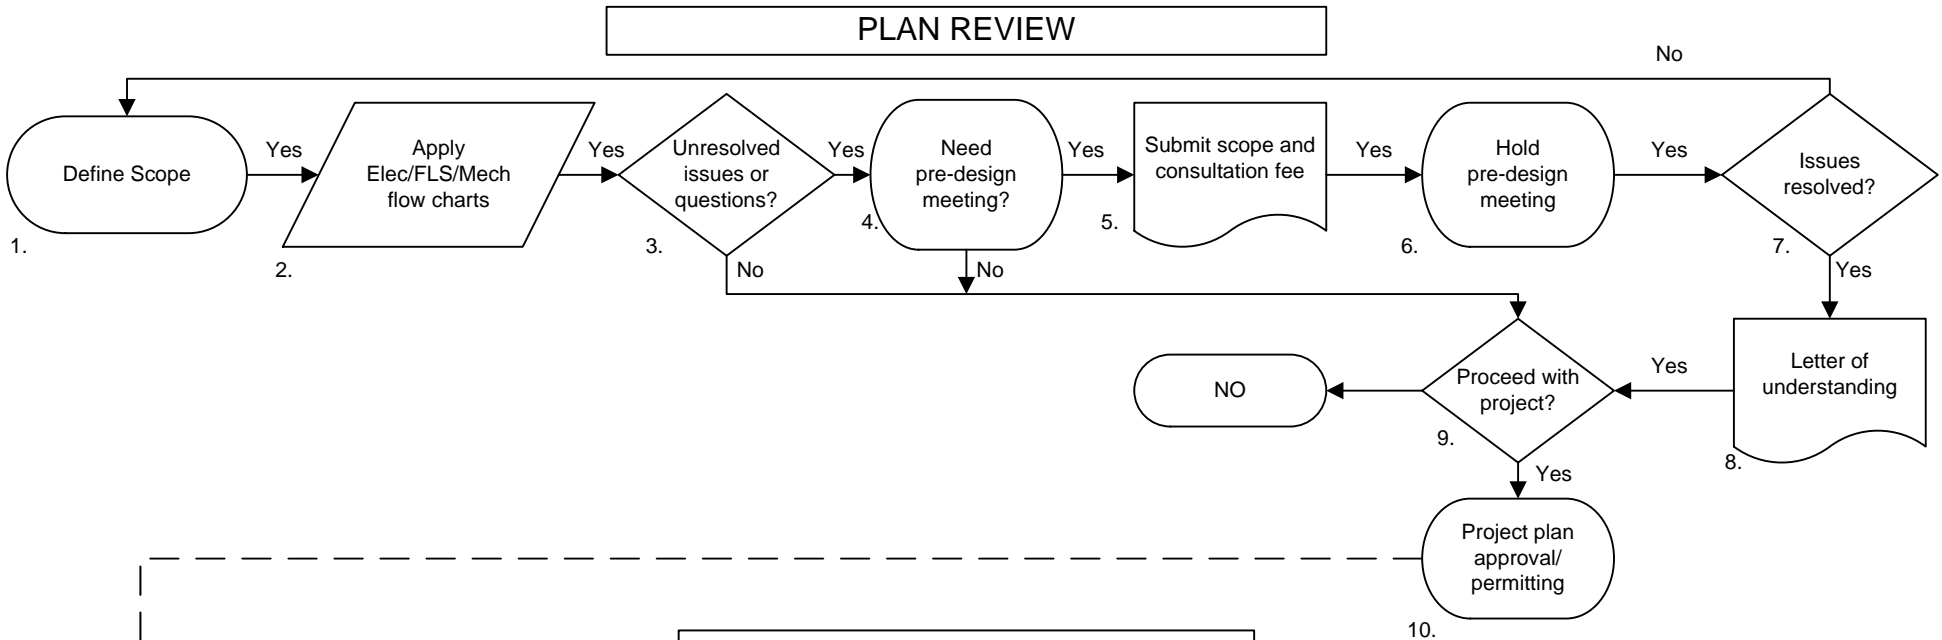 PLAN REVIEW
No
Define Scope
1.
Yes
Apply
Elec/FLS/Mech
flow charts
2.
Yes
Unresolved
issues or
questions?
3.
Yes
No
Need
pre-design
meeting?
4.
Yes
No
Submit scope and
consultation fee
5.
Yes
Hold
pre-design
meeting
6.
Yes
Issues
resolved?
7.
Yes
Letter of
understanding
8.
Yes
Proceed with
project?
9.
NO
Yes
Project plan
approval/
permitting
10.